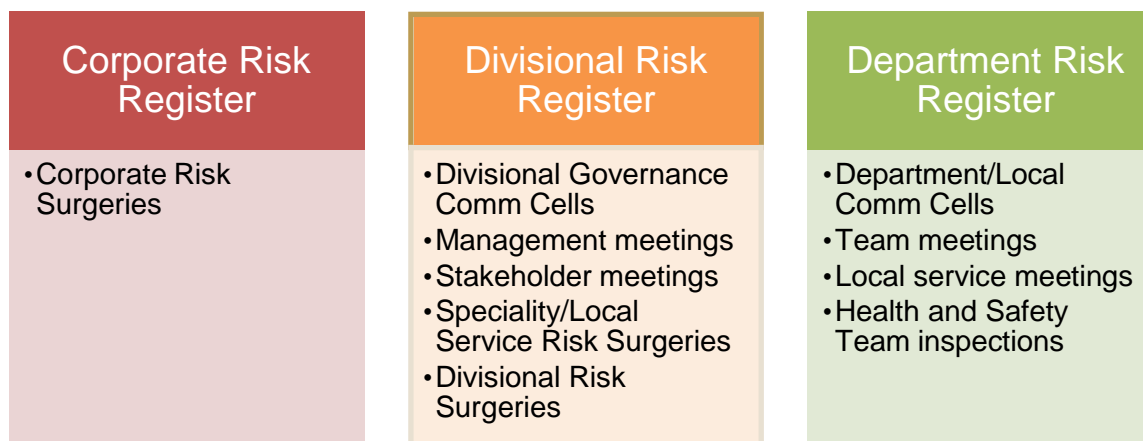 Corporate Risk
Register
•Corporate Risk
Surgeries
Divisional Risk
Register
•Divisional Governance
Comm Cells
•Management meetings
•Stakeholder meetings
•Speciality/Local
Service Risk Surgeries
•Divisional Risk
Surgeries
Department Risk
Register
•Department/Local
Comm Cells
•Team meetings
•Local service meetings
•Health and Safety
Team inspections